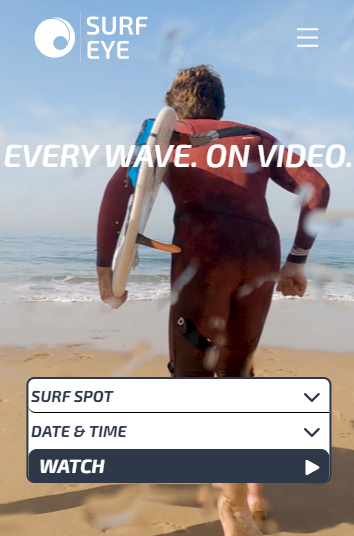 SURF
EYE
EVERY WAVE. ON VIDEO.
SURF SPOT
DATE & TIME
WATCH